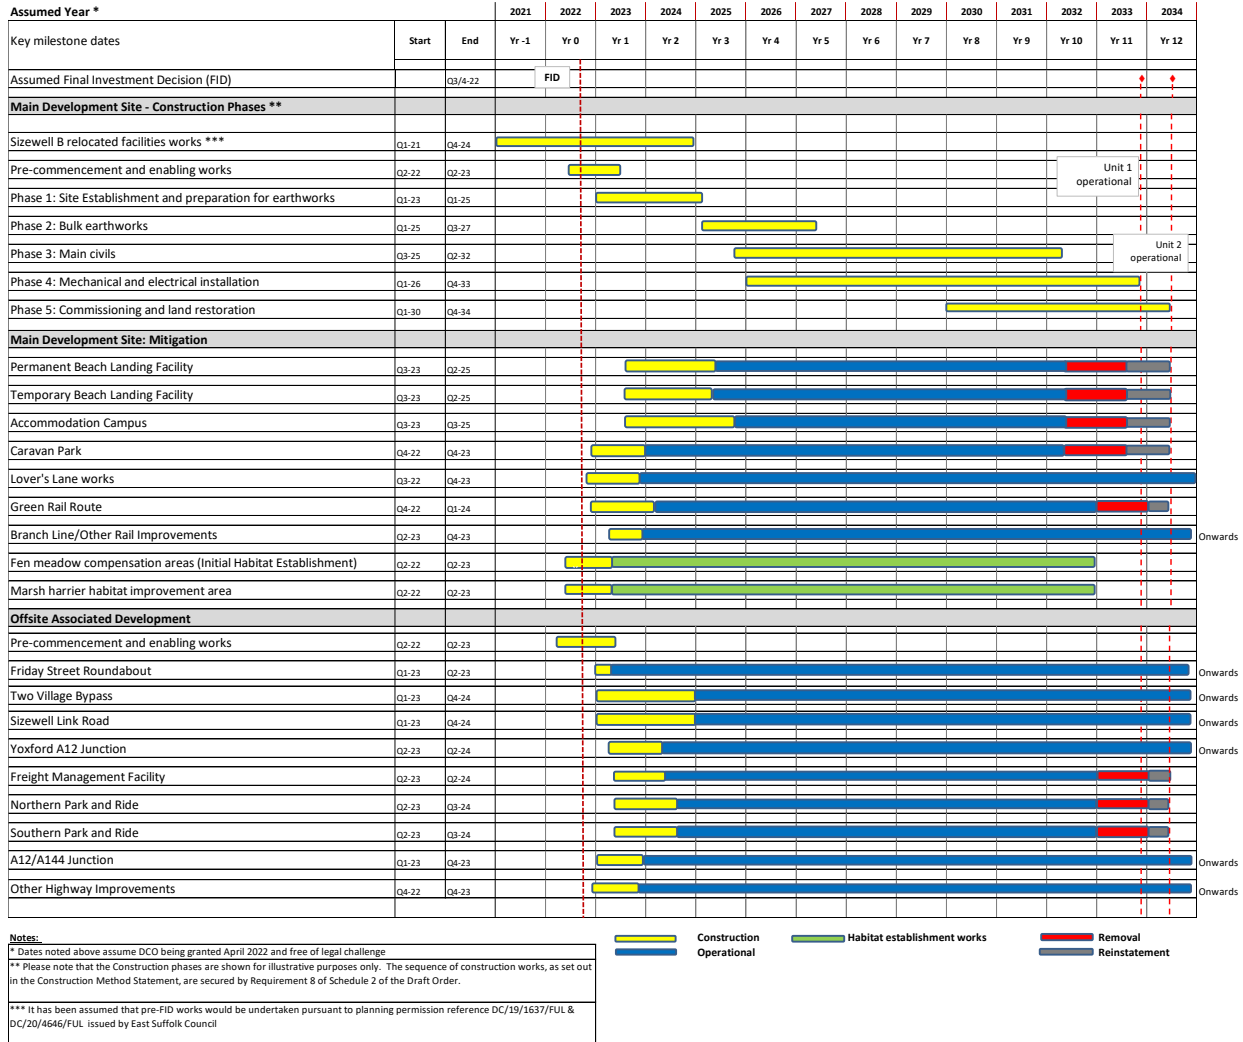 Assumed Year * 2021 2022 2023 2024 2025 2026 2027 2028 2029 2030 2031 2032 2033 2034
Key milestone dates Start End Yr -1 Yr 0 Yr 1 Yr 2 Yr 3 Yr 4 Yr 5 Yr 6 Yr 7 Yr 8 Yr 9 Yr 10 Yr 11 Yr 12
Assumed Final Investment Decision (FID) Q3/4-22 FID
Main Development Site - Construction Phases **
Sizewell B relocated facilities works *** Q1-21 Q4-24
Pre-commencement and enabling works Q2-22 Q2-23
Unit 1
operational
Phase 1: Site Establishment and preparation for earthworks Q1-23 Q1-25
Phase 2: Bulk earthworks Q1-25 Q3-27
Phase 3: Main civils Q3-25 Q2-32
Unit 2
operational
Phase 4: Mechanical and electrical installation Q1-26 Q4-33
Phase 5: Commissioning and land restoration Q1-30 Q4-34
Main Development Site: Mitigation
Permanent Beach Landing Facility Q3-23 Q2-25
Temporary Beach Landing Facility Q3-23 Q2-25
Accommodation Campus Q3-23 Q3-25
Caravan Park Q4-22 Q4-23
Lover's Lane works Q3-22 Q4-23
Green Rail Route Q4-22 Q1-24
Branch Line/Other Rail Improvements Q2-23 Q4-23 Onwards
Fen meadow compensation areas (Initial Habitat Establishment) Q2-22 Q2-23
Marsh harrier habitat improvement area Q2-22 Q2-23
Offsite Associated Development
Pre-commencement and enabling works Q2-22 Q2-23
Friday Street Roundabout Q1-23 Q2-23 Onwards
Two Village Bypass Q1-23 Q4-24 Onwards
Sizewell Link Road Q1-23 Q4-24 Onwards
Yoxford A12 Junction Q2-23 Q2-24 Onwards
Freight Management Facility Q2-23 Q2-24
Northern Park and Ride Q2-23 Q3-24
Southern Park and Ride Q2-23 Q3-24
A12/A144 Junction Q1-23 Q4-23 Onwards
Other Highway Improvements Q4-22 Q4-23 Onwards
Notes:
* Dates noted above assume DCO being granted April 2022 and free of legal challenge
** Please note that the Construction phases are shown for illustrative purposes only. The sequence of construction works, as set out
in the Construction Method Statement, are secured by Requirement 8 of Schedule 2 of the Draft Order.
*** It has been assumed that pre-FID works would be undertaken pursuant to planning permission reference DC/19/1637/FUL &
DC/20/4646/FUL issued by East Suffolk Council
Construction Habitat establishment works Removal
Operational Reinstatement